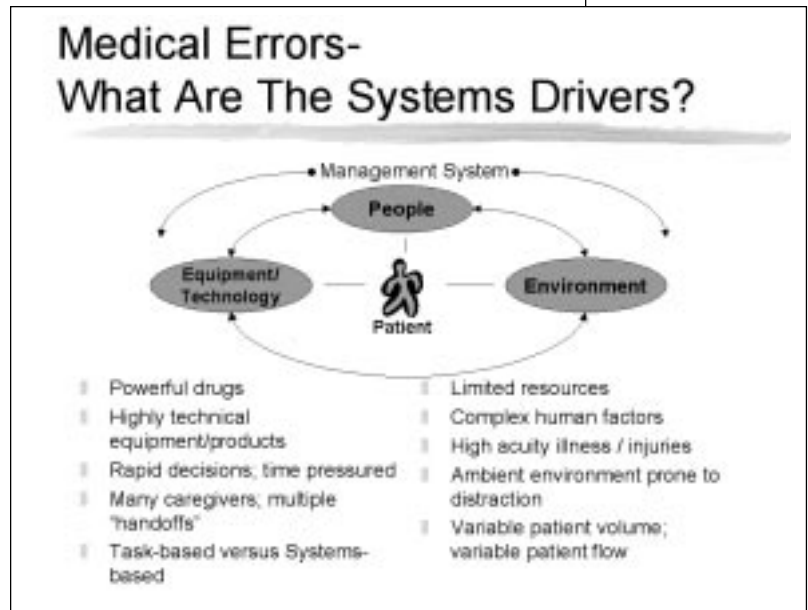 Medical Errors-
What Are The Systems Drivers?
Management System
People
Equipment/
Technology
Environment
Patient
Powerful drugs
Highly technical
equipment/products
Rapid decisions; time pressured
Many caregivers; multiple
"handoffs"
Task-based versus Systems-
based
Limited resources
Complex human factors
High acuity illness / injuries
Ambient environment prone to
distraction
Variable patient volume;
variable patient flow